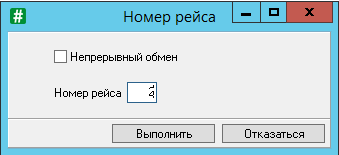 Номер рейса
Непрерывный обмен
Номер рейса
Выполнить
Отказаться